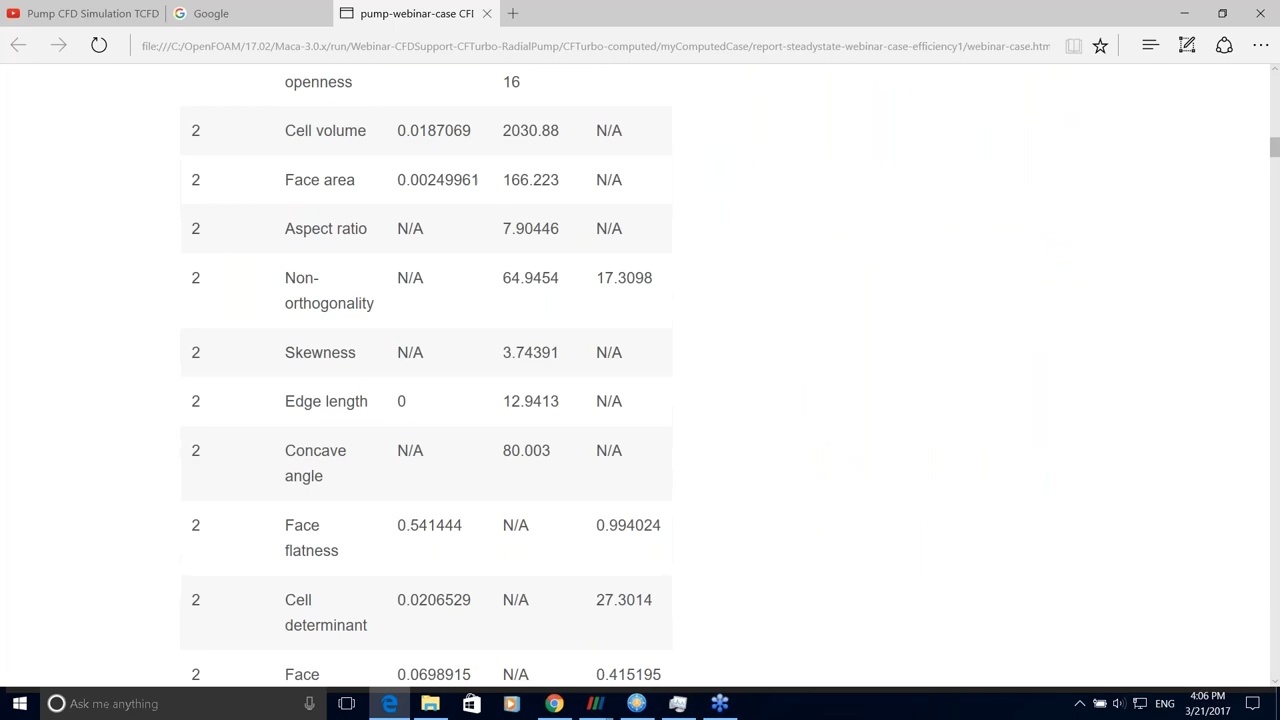 Pump CFD Simulation TCFD
Google
pump-webinar-case CFI
file:///C:/OpenFOAM/17.02/Maca-3.0.x/run/Webinar-CFDSupport-CFTurbo-RadialPump/CFTurbo-computed/myComputedCase/report-steadystate-webinar-case-efficiency1/webinar-case.htm
openness 16
2 Cell volume 0.0187069 2030.88 N/A
2 Face area 0.00249961 166.223 N/A
2 Aspect ratio N/A 7.90446 N/A
2 Non- N/A 64.9454 17.3098
orthogonality
2 Skewness N/A 3.74391 N/A
2 Edge length 0 12.9413 N/A
2 Concave N/A 80.003 N/A
angle
2 Face 0.541444 N/A 0.994024
flatness
2 Cell 0.0206529 N/A 27.3014
determinant
2 Face 0.0698915 N/A 0.415195
Ask me anything
4:06 PM
3/21/2017